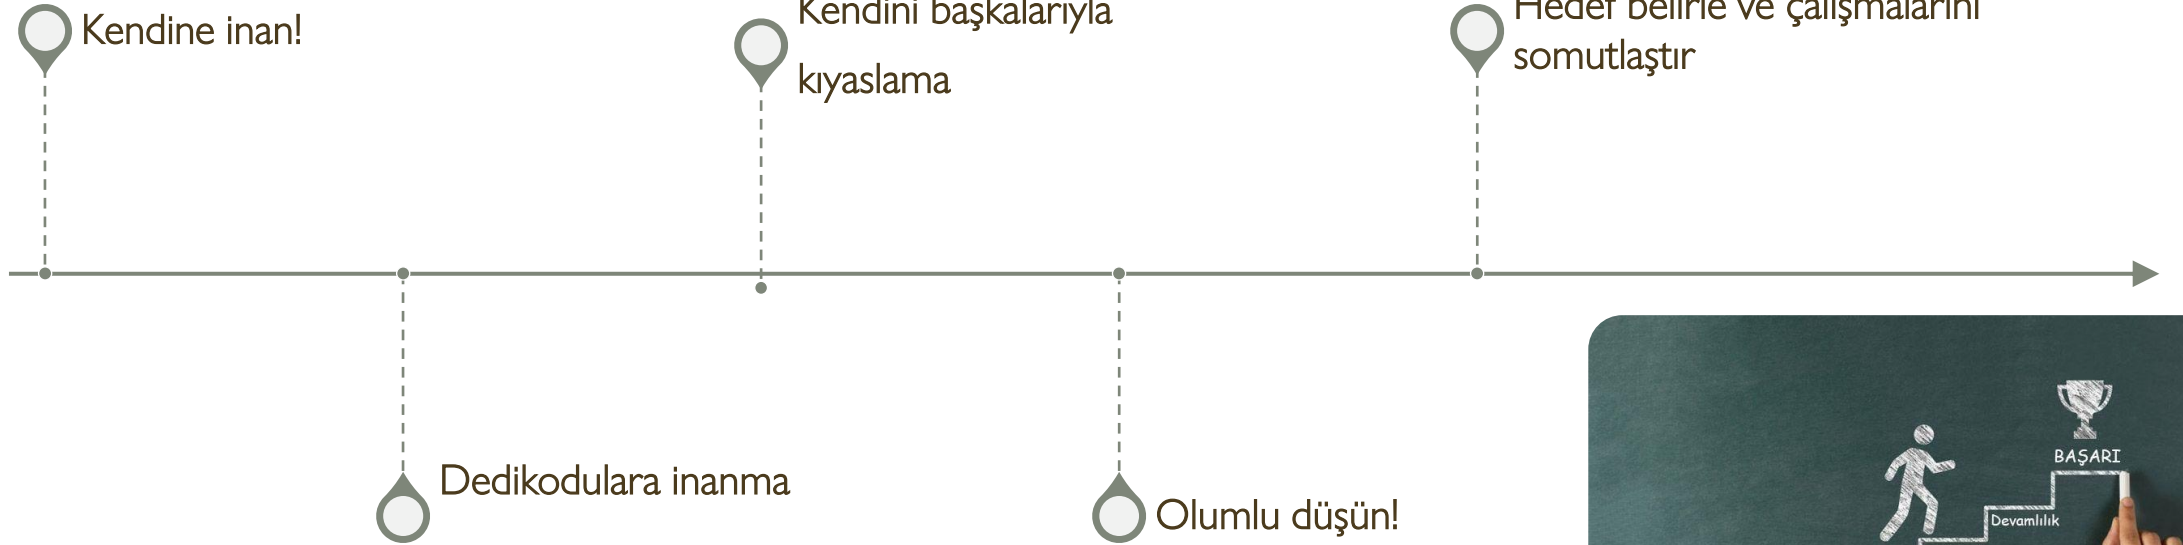 Kendine inan!
Kendini başkalarıyla
kıyaslama
Hedef belirle ve çalışmalarını
somutlaştır
Dedikodulara inanma
Olumlu düşün!
BAŞARI
Devamlılık